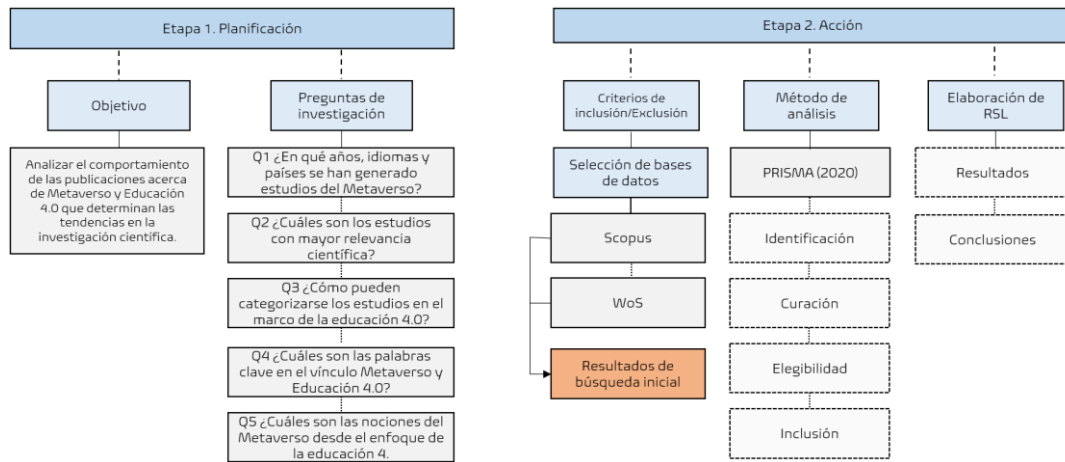 Etapa 1. Planificación
Objetivo
Analizar el comportamiento
de las publicaciones acerca
de Metaverso y Educación
4.0 que determinan las
tendencias en la
investigación científica.
Preguntas de
investigación
Q1 ¿En qué años, idiomas y
países se han generado
estudios del Metaverso?
Q2 ¿Cuáles son los estudios
con mayor relevancia
científica?
Q3 ¿Cómo pueden
categorizarse los estudios en el
marco de la educación 4.0?
Q4 ¿Cuáles son las palabras
clave en el vínculo Metaverso y
Educación 4.0?
Q5 ¿Cuáles son las nociones del
Metaverso desde el enfoque de
la educación 4.
Etapa 2. Acción
Criterios de
inclusión/Exclusión
Selección de bases
de datos
Scopus
WoS
Resultados de
búsqueda inicial
Método de
análisis
PRISMA (2020)
Identificación
Curación
Elegibilidad
Inclusión
Elaboración de
RSL
Resultados
Conclusiones